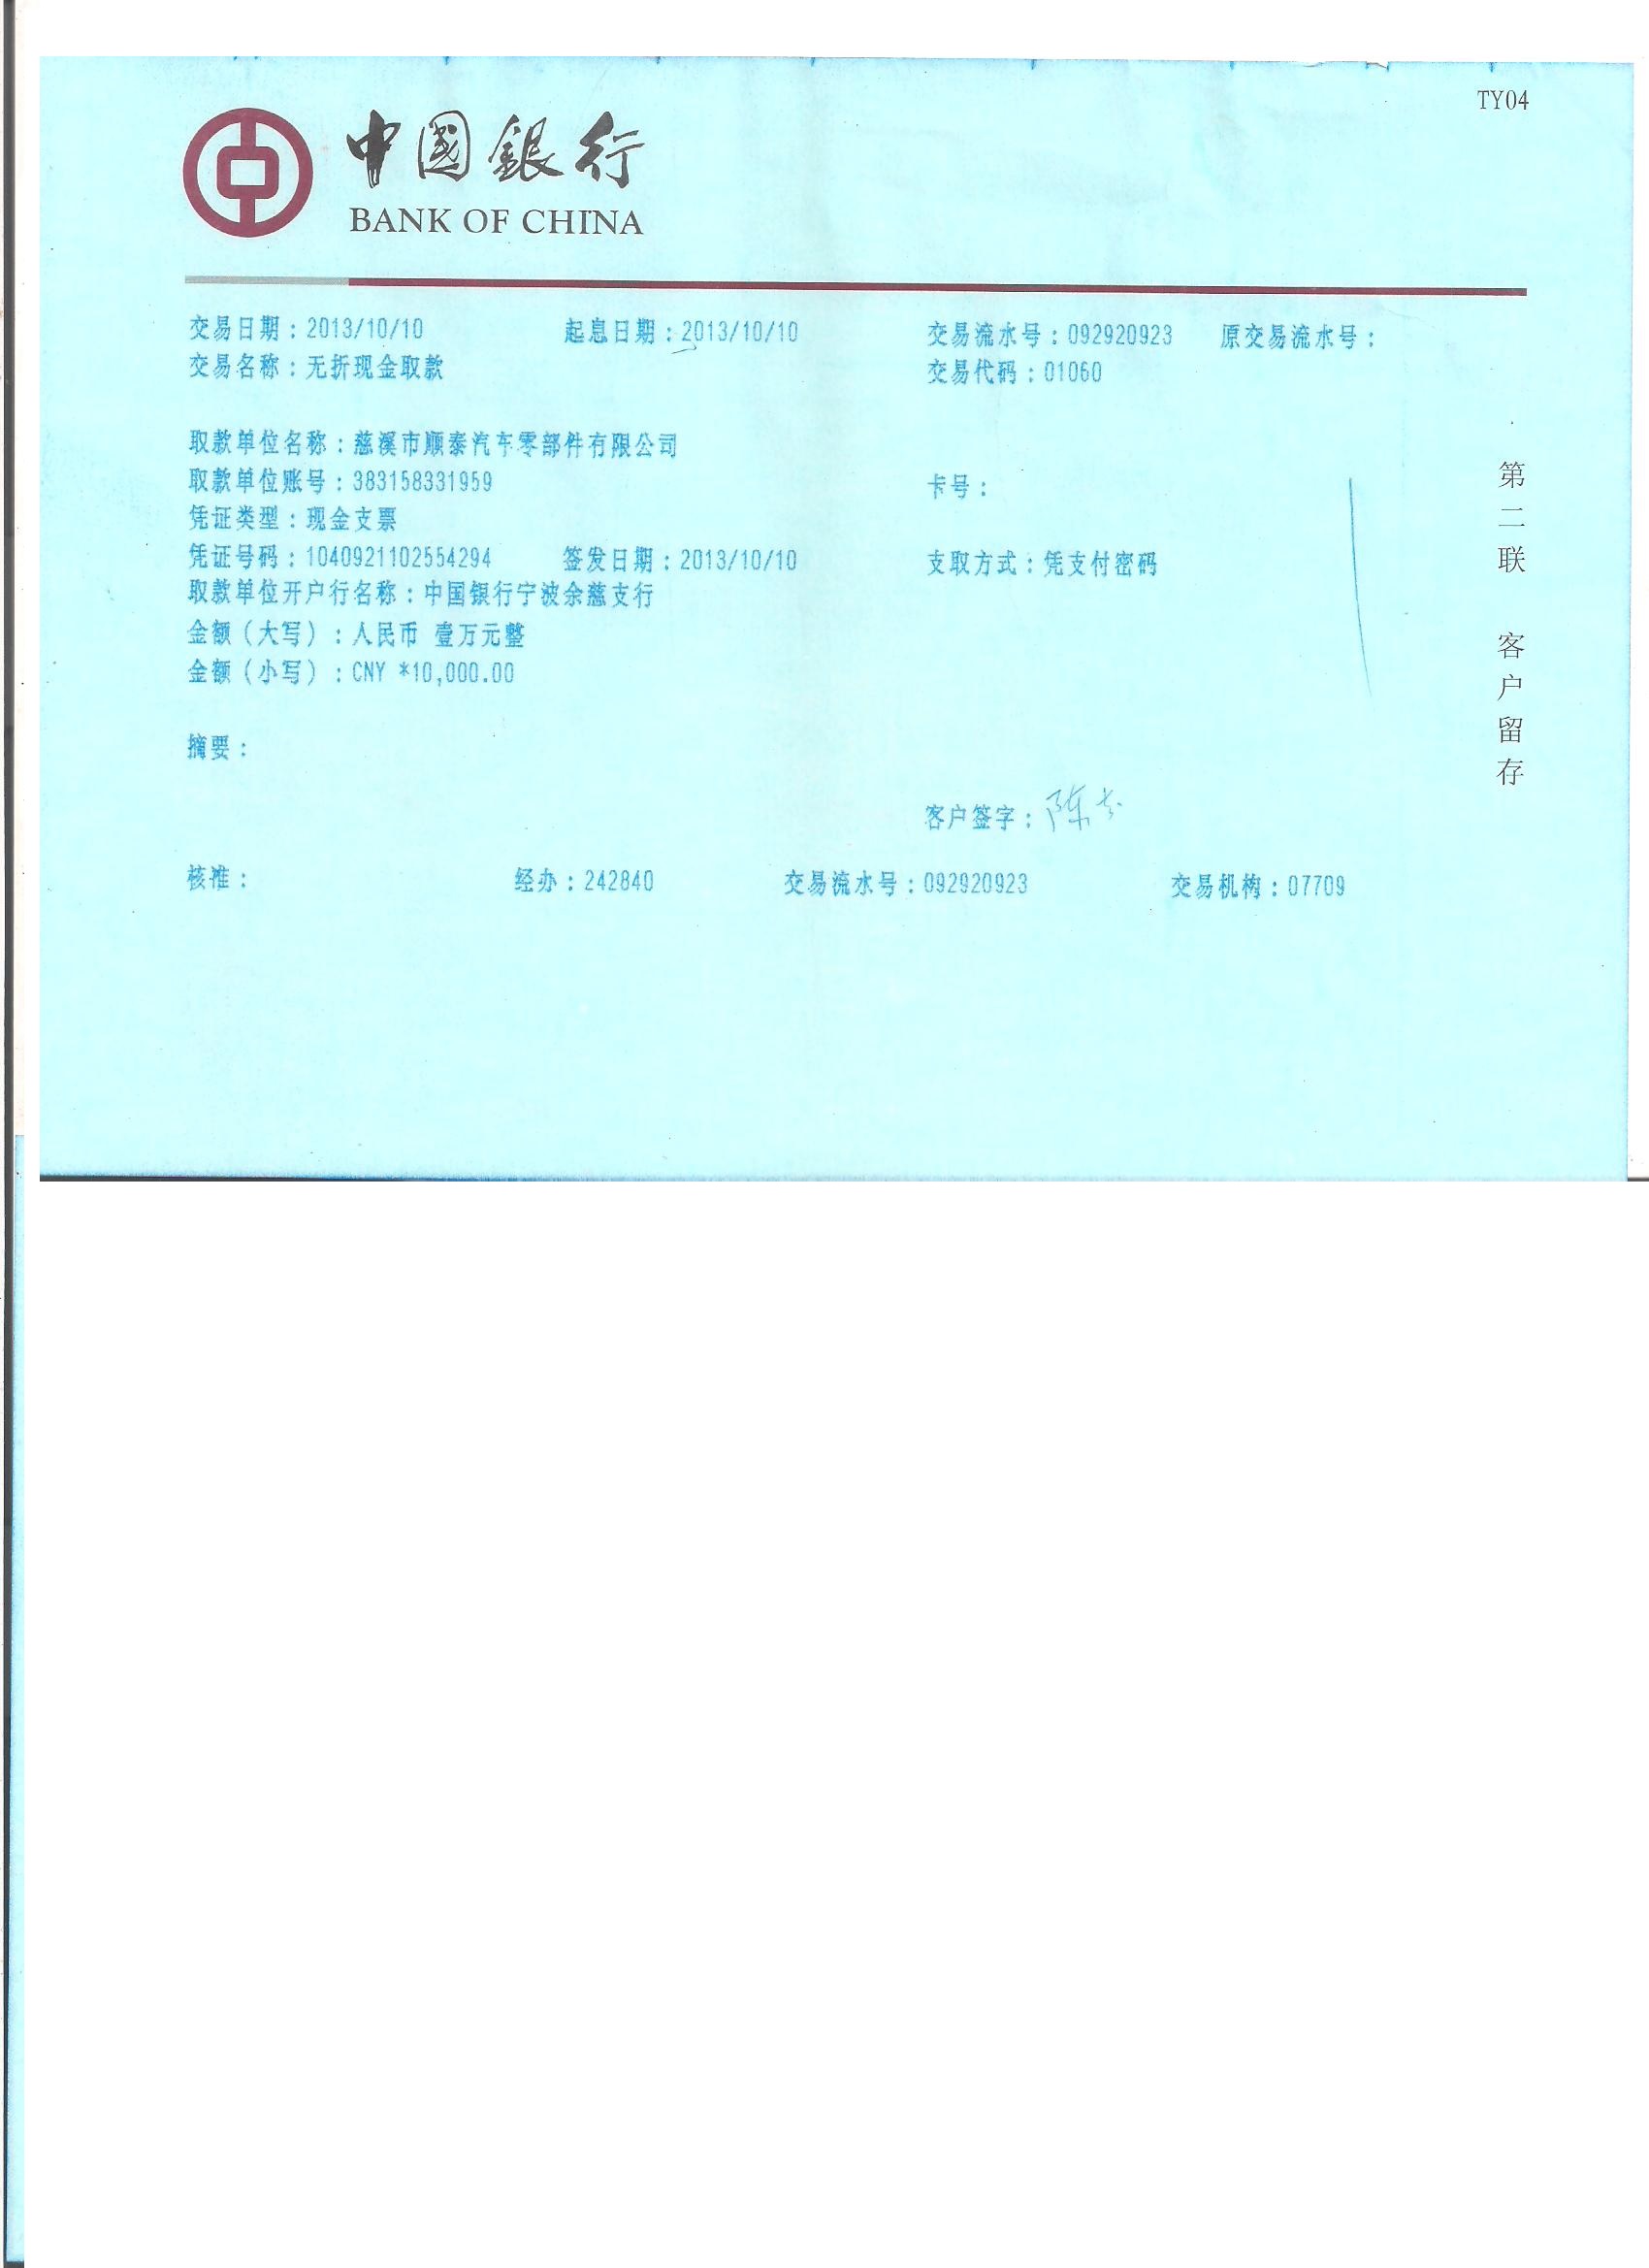 TY04
中國銀行
BANK OF CHINA
交易日期：2013/10/10 起息日期：2013/10/10 交易流水号：092920923 原交易流水号：
交易名称：无折现金取款 交易代码：01060
取款单位名称：慈溪市顺泰汽车零部件有限公司
取款单位账号：383158331959 卡号：
凭证类型：现金支票
凭证号码：1040921102554294 签发日期：2013/10/10 支取方式：凭支付密码
取款单位开户行名称：中国银行宁波余慈支行
金额（大写）：人民币 壹万元整
金额（小写）：CNY *10,000.00
摘要：
客户签字：陈
核准： 经办：242840 交易流水号：092920923 交易机构：07709
第二联 客户留存